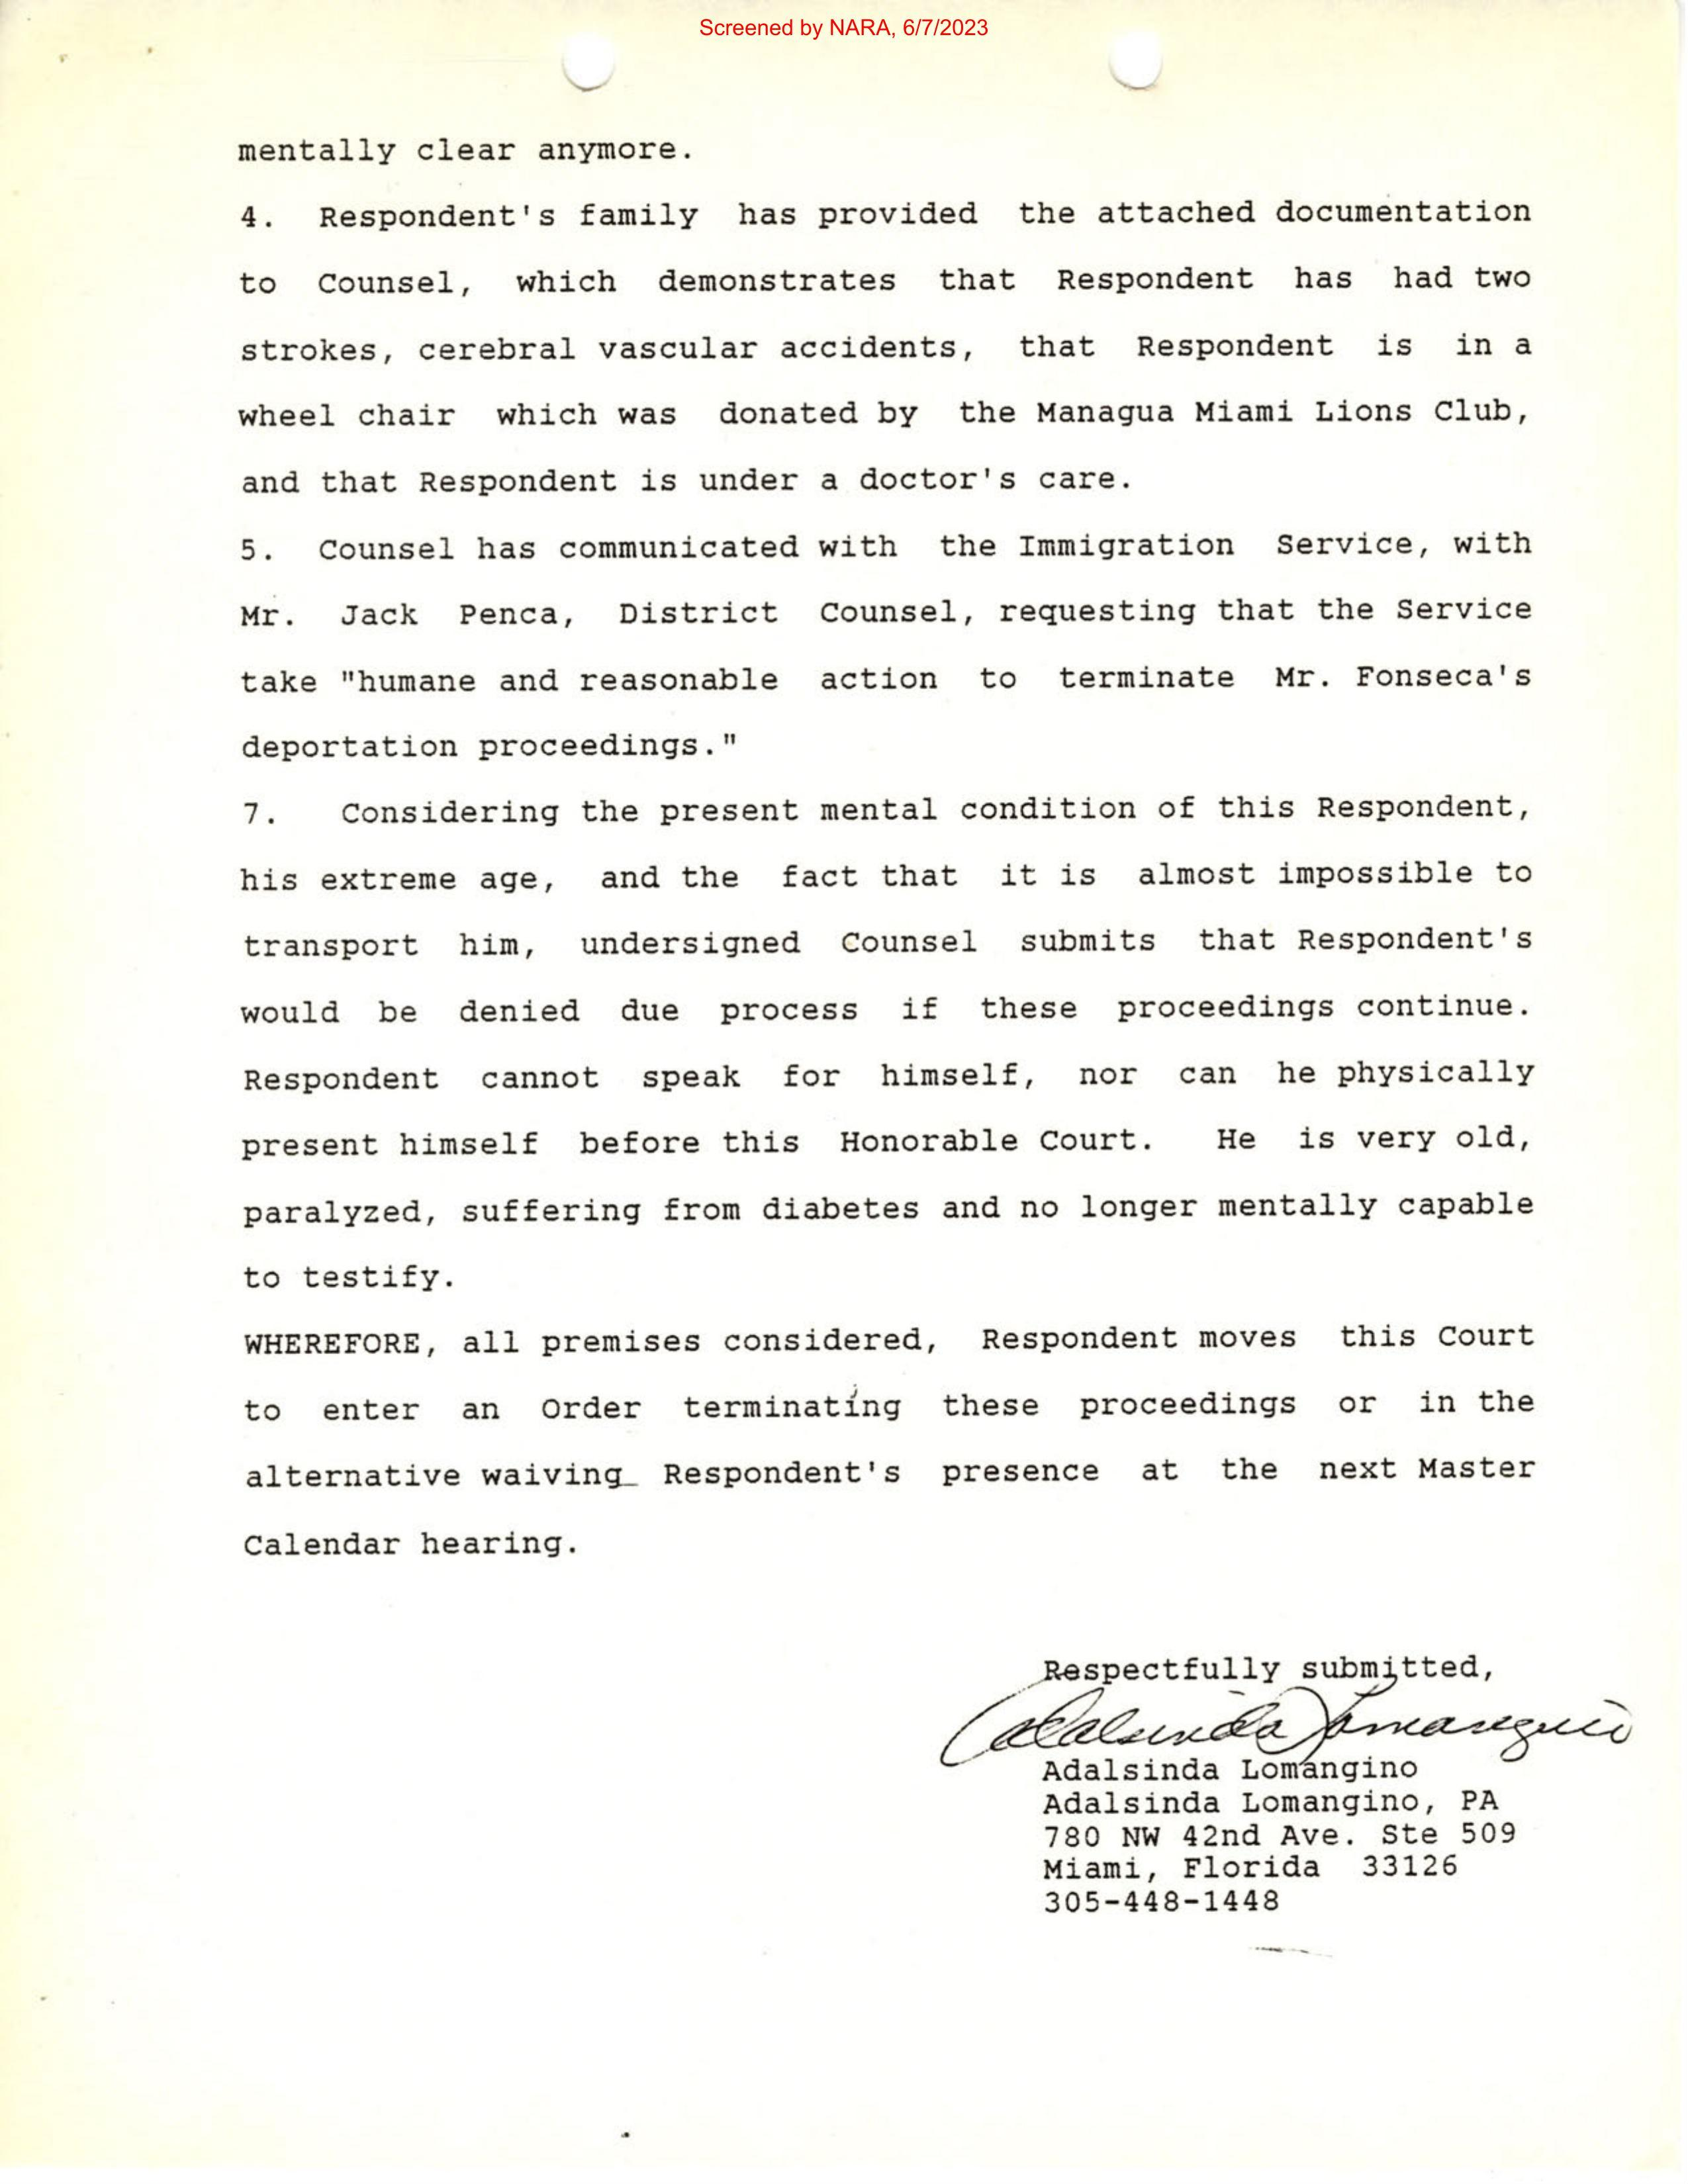 Screened by NARA, 6/7/2023
mentally clear anymore.
4. Respondent's family has provided the attached documentation
to Counsel, which demonstrates that Respondent has had two
strokes, cerebral vascular accidents, that Respondent is in a
wheel chair which was donated by the Managua Miami Lions Club,
and that Respondent is under a doctor's care.
5. Counsel has communicated with the Immigration Service, with
Mr. Jack Penca, District Counsel, requesting that the Service
take "humane and reasonable action to terminate Mr. Fonseca's
deportation proceedings."
7. Considering the present mental condition of this Respondent,
his extreme age, and the fact that it is almost impossible to
transport him, undersigned Counsel submits that Respondent's
would be denied due process if these proceedings continue.
Respondent cannot speak for himself, nor can he physically
present himself before this Honorable Court. He is very old,
paralyzed, suffering from diabetes and no longer mentally capable
to testify.
WHEREFORE, all premises considered, Respondent moves this Court
to enter an Order terminating these proceedings or in the
alternative waiving_ Respondent's presence at the next Master
Calendar hearing.
Respectfully submitted,
Adalsinda Lomangino
Adalsinda Lomangino
Adalsinda Lomangino, PA
780 NW 42nd Ave. Ste 509
Miami, Florida 33126
305-448-1448